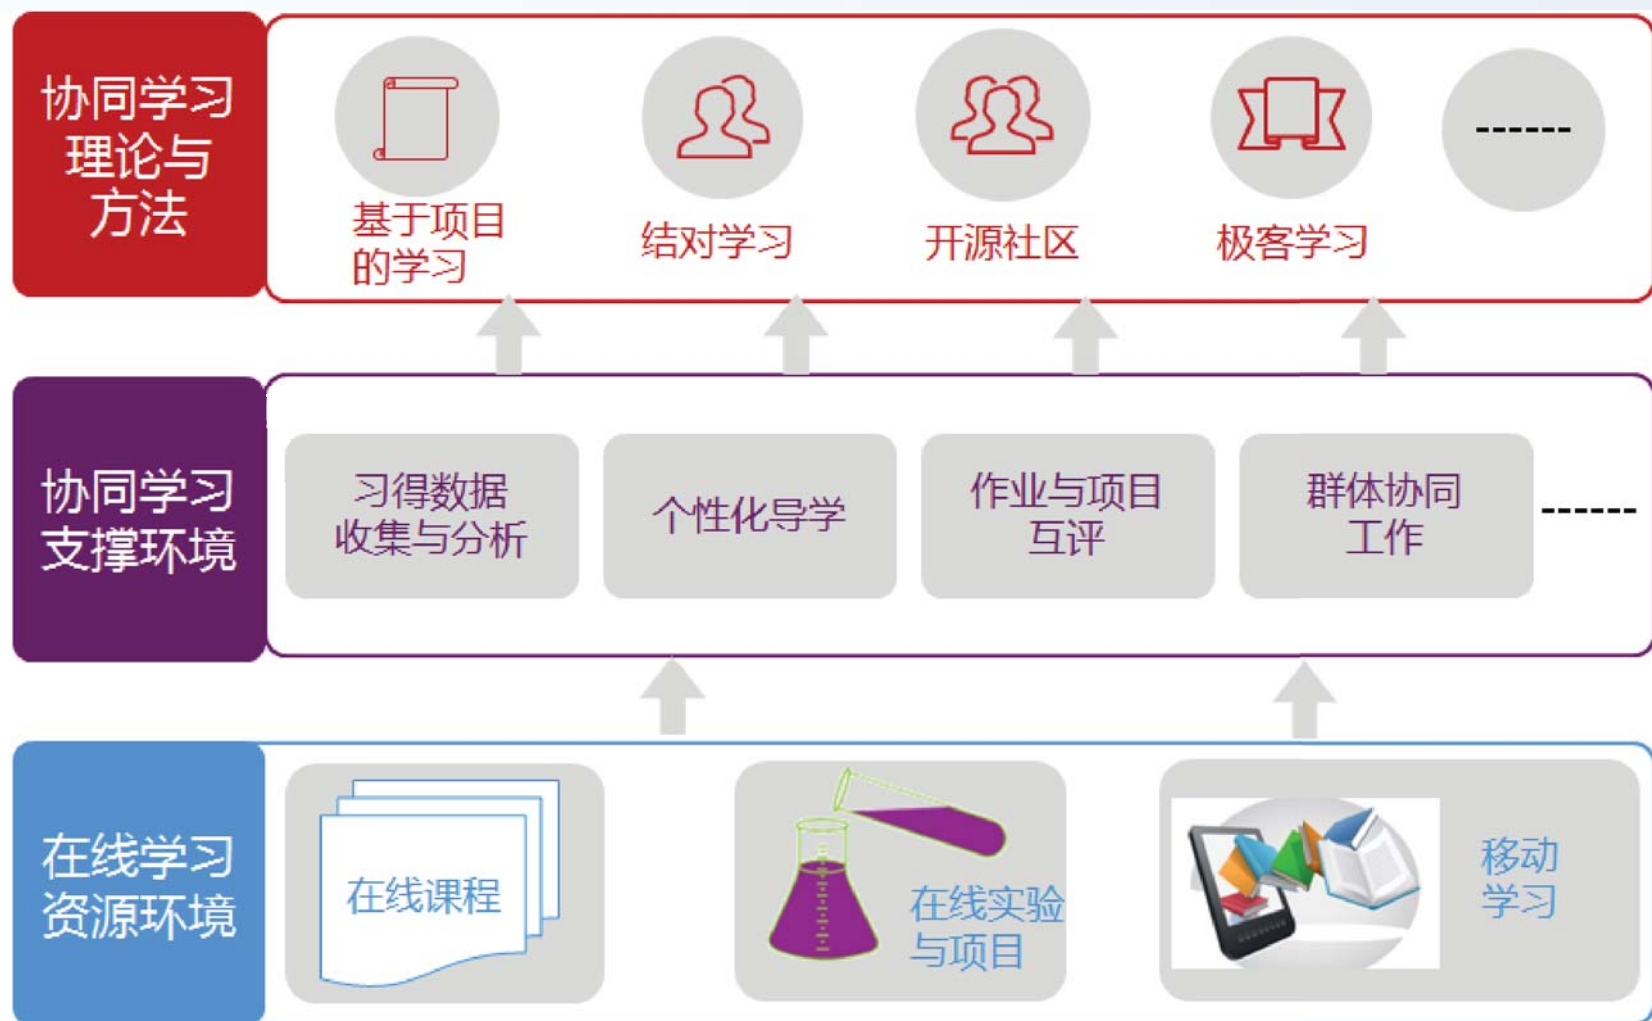 协同学习
理论与
方法
基于项目
的学习
结对学习
开源社区
极客学习
------
协同学习
支撑环境
习得数据
收集与分析
个性化导学
作业与项目
互评
群体协同
工作
------
在线学习
资源环境
在线课程
在线实验
与项目
移动
学习